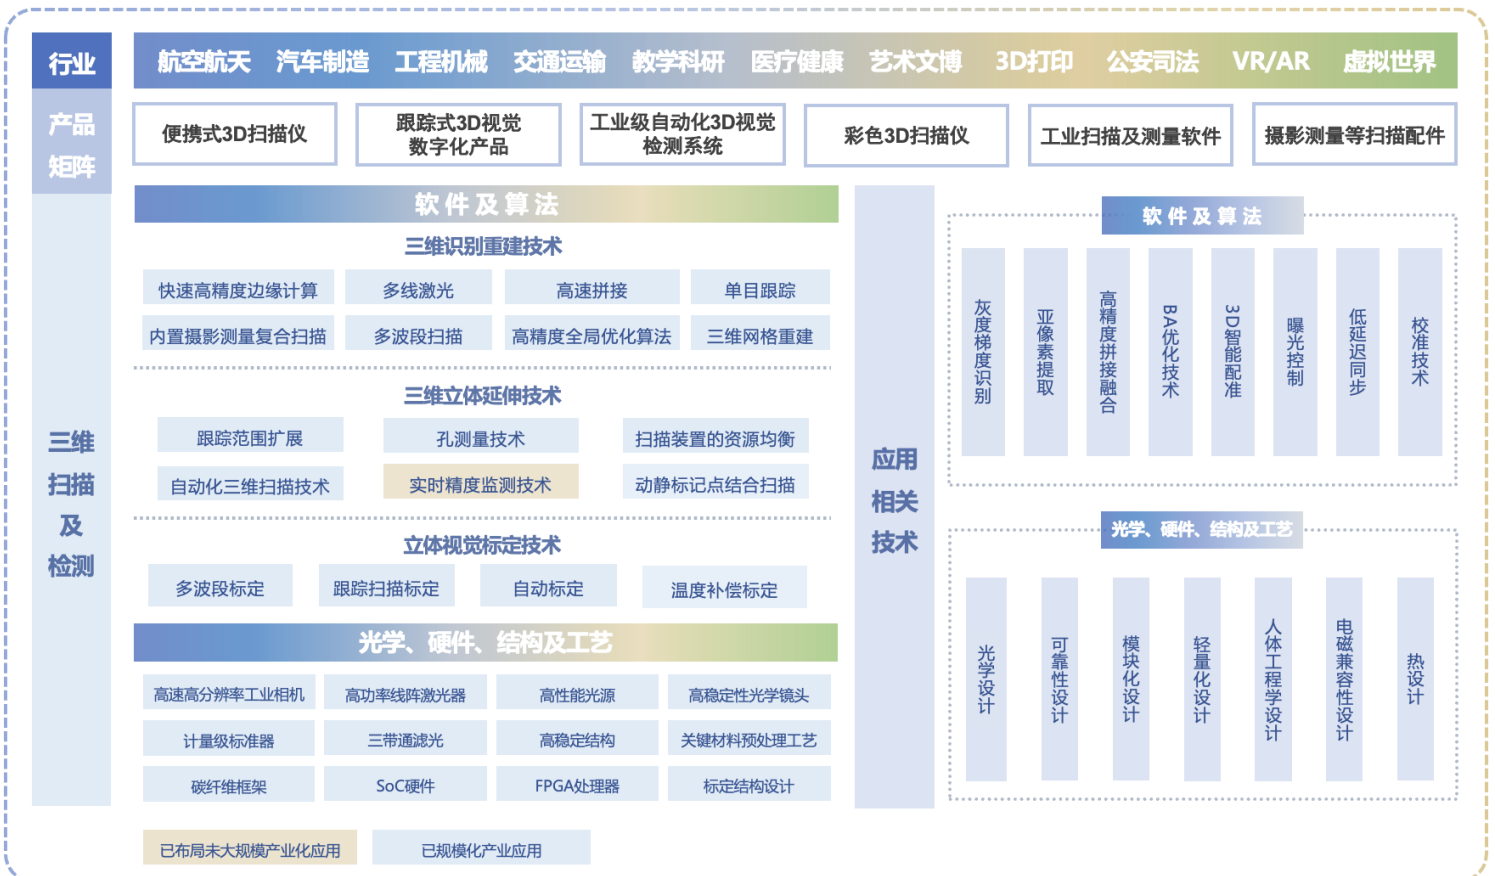 行业
航空航天 汽车制造 工程机械 交通运输 教学科研 医疗健康 艺术文博 3D打印 公安司法 VR/AR 虚拟世界
产品
矩阵
便携式3D扫描仪
跟踪式3D视觉
数字化产品
工业级自动化3D视觉
检测系统
彩色3D扫描仪
工业扫描及测量软件
摄影测量等扫描配件
三维
扫描
及
检测
软件及算法
三维识别重建技术
快速高精度边缘计算 多线激光 高速拼接 单目跟踪
内置摄影测量复合扫描 多波段扫描 高精度全局优化算法 三维网格重建
三维立体延伸技术
跟踪范围扩展 孔测量技术 扫描装置的资源均衡
自动化三维扫描技术 实时精度监测技术 动静标记点结合扫描
立体视觉标定技术
多波段标定 跟踪扫描标定 自动标定 温度补偿标定
光学、硬件、结构及工艺
高速高分辨率工业相机 高功率线阵激光器 高性能光源 高稳定性光学镜头
计量级标准器 三带通滤光 高稳定结构 关键材料预处理工艺
碳纤维框架 SoC硬件 FPGA处理器 标定结构设计
应用
相关
技术
软件及算法
灰度梯度识别
亚像素提取
高精度拼接融合
BA优化技术
3D智能配准
曝光控制
低延迟同步
校准技术
光学、硬件、结构及工艺
光学设计
可靠性设计
模块化设计
轻量化设计
人体工程学设计
电磁兼容性设计
热设计
已布局未大规模产业化应用 已规模化产业应用